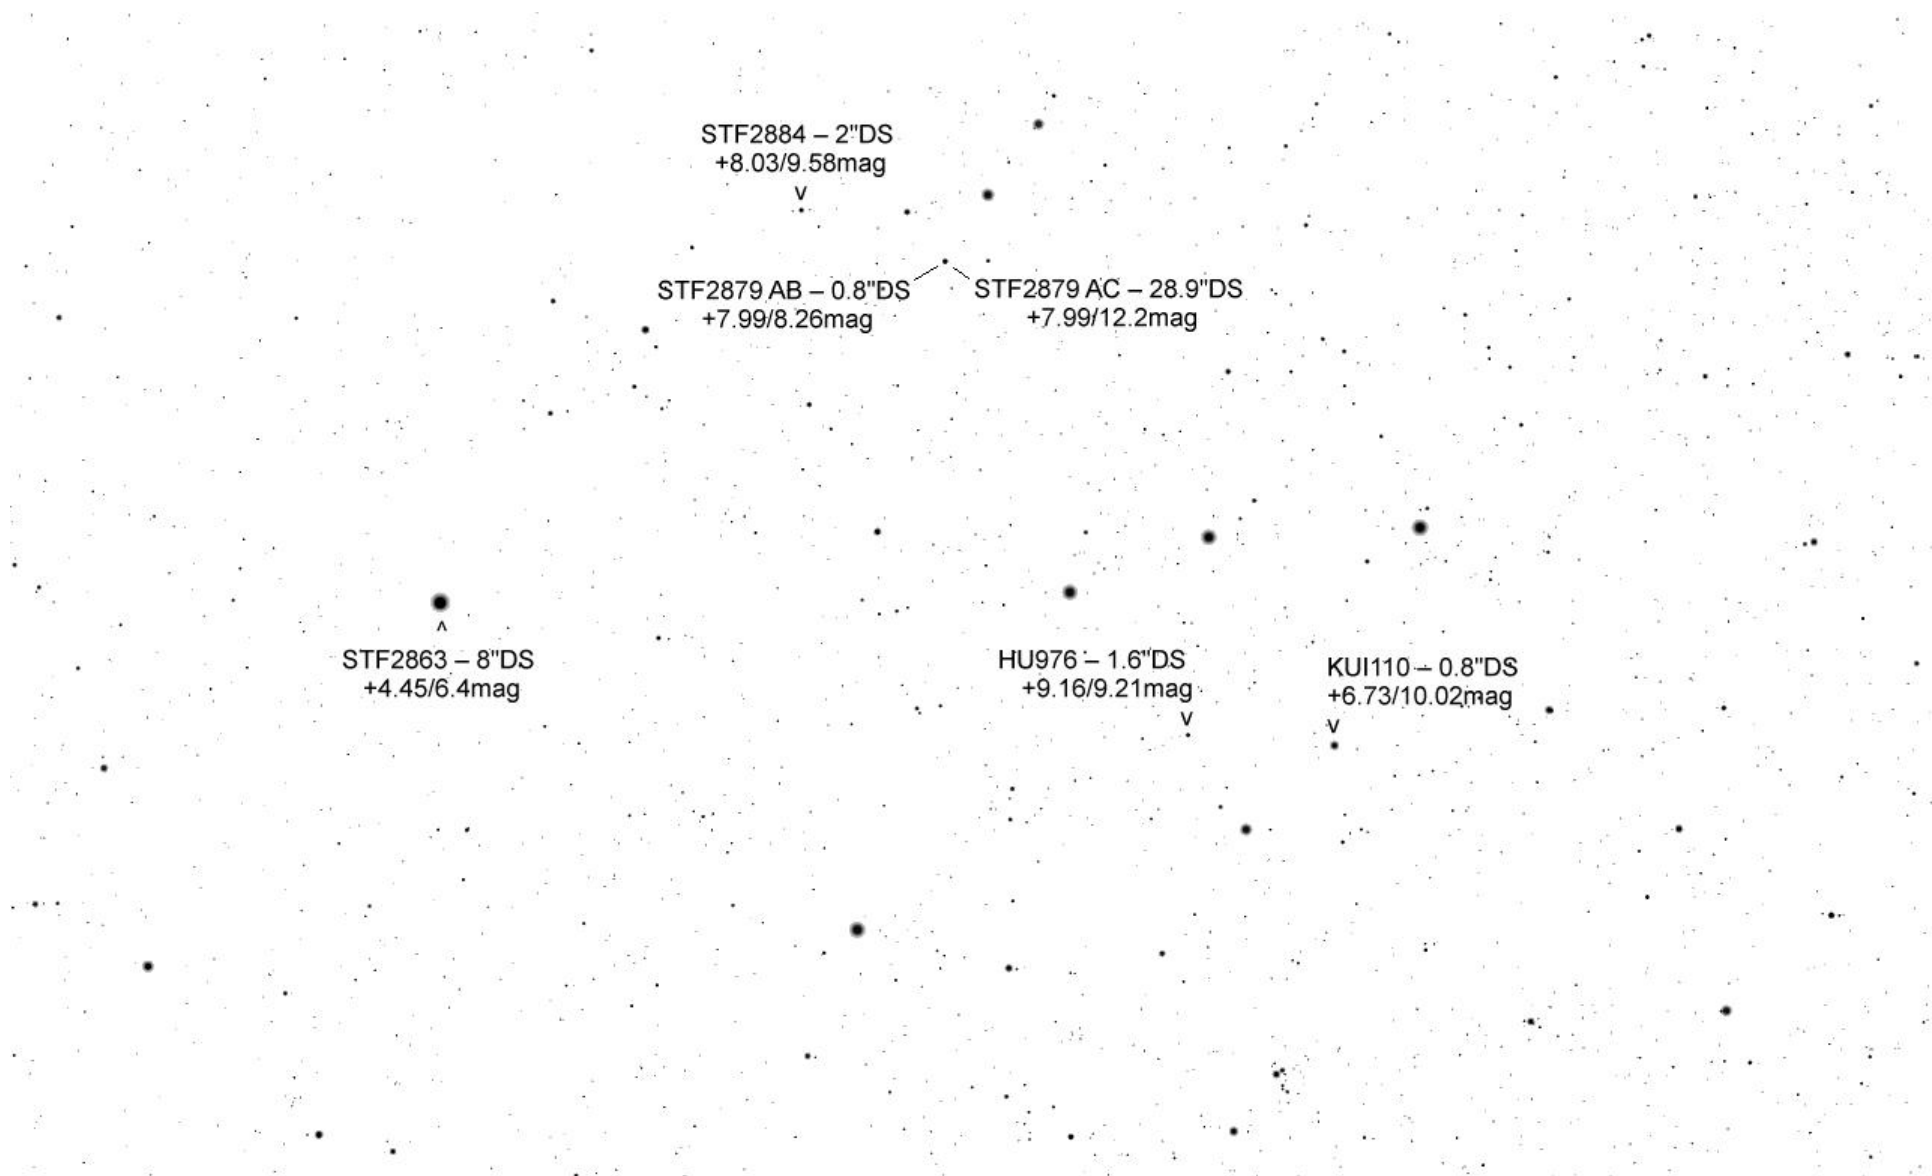 STF2884 – 2"DS
+8.03/9.58mag
v
STF2879 AB – 0.8"DS
+7.99/8.26mag
STF2879 AC – 28.9"DS
+7.99/12.2mag
^
STF2863 – 8"DS
+4.45/6.4mag
HU976 – 1.6"DS
+9.16/9.21mag
v
KUI110 – 0.8"DS
+6.73/10.02mag
v